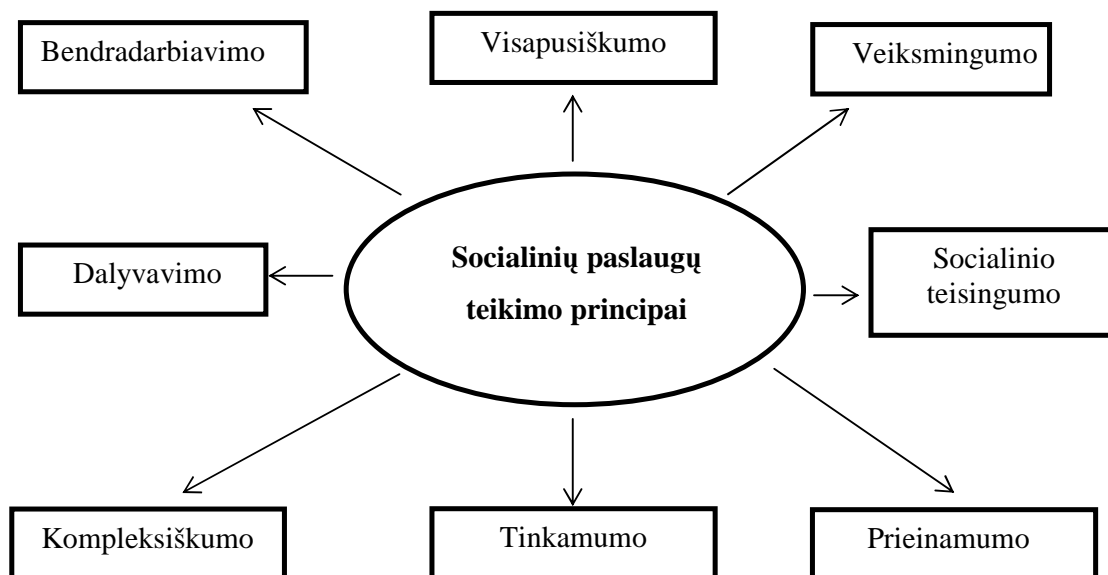 Bendradarbiavimo
Visapusiškumo
Veiksmingumo
Dalyvavimo
Socialinių paslaugų
teikimo principai
Socialinio
teisingumo
Kompleksiškumo
Tinkamumo
Prieinamumo